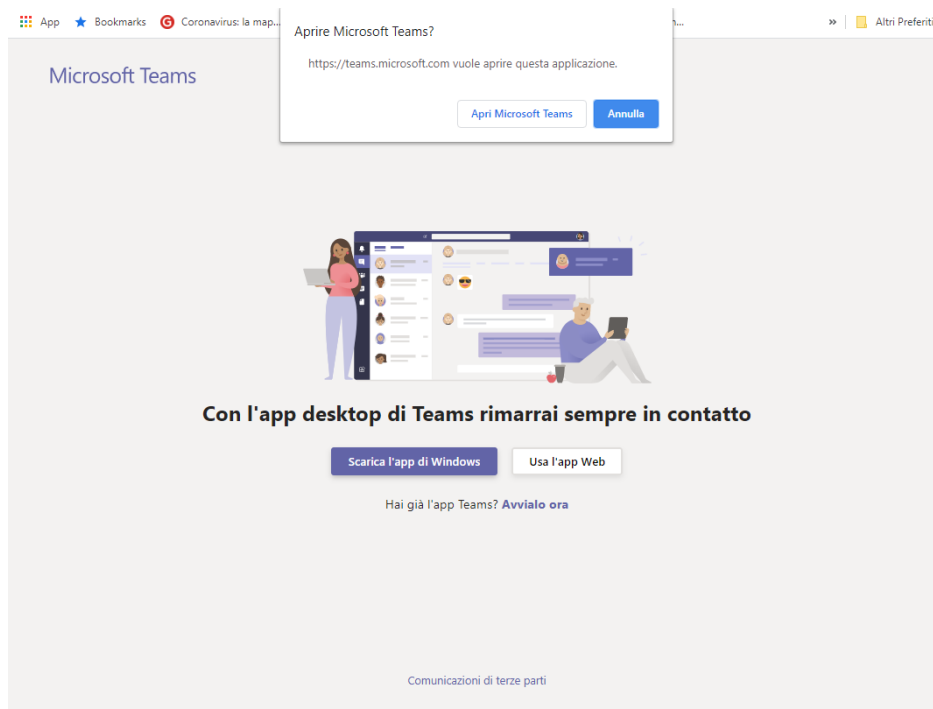 App
Bookmarks
Coronavirus: la map...
Altri Preferiti
Aprire Microsoft Teams?
https://teams.microsoft.com vuole aprire questa applicazione.
Apri Microsoft Teams
Annulla
Microsoft Teams
Con l'app desktop di Teams rimarrai sempre in contatto
Scarica l'app di Windows
Usa l'app Web
Hai già l'app Teams? Avvialo ora
Comunicazioni di terze parti